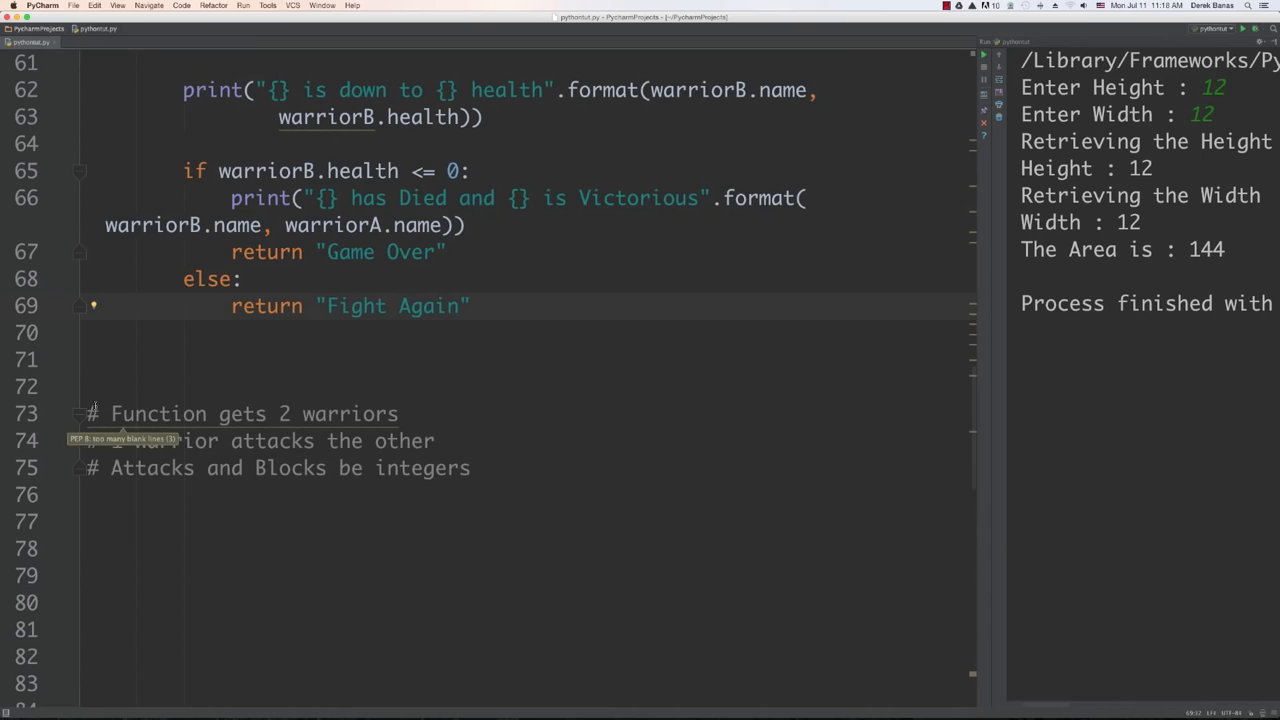 PyCharm File Edit View Navigate Code Refactor Run Tools VCS Window Help
10 Mon Jul 11 11:18 AM Derek Banas
pythontut.py - PycharmProjects - [~/PycharmProjects]
PycharmProjects pythontut.py
pythontut
pythontut.py
Run: pythontut
61
62 print("{} is down to {} health".format(warriorB.name,
63 warriorB.health))
64
65 if warriorB.health <= 0:
66 print("{} has Died and {} is Victorious".format(
warriorB.name, warriorA.name))
67 return "Game Over"
68 else:
69 return "Fight Again"
70
71
72
73 # Function gets 2 warriors
PEP 8: too many blank lines (3)
74 rior attacks the other
75 # Attacks and Blocks be integers
76
77
78
79
80
81
82
83
/Library/Frameworks/Py
Enter Height : 12
Enter Width : 12
Retrieving the Height
Height : 12
Retrieving the Width
Width : 12
The Area is : 144
Process finished with
UTF-8